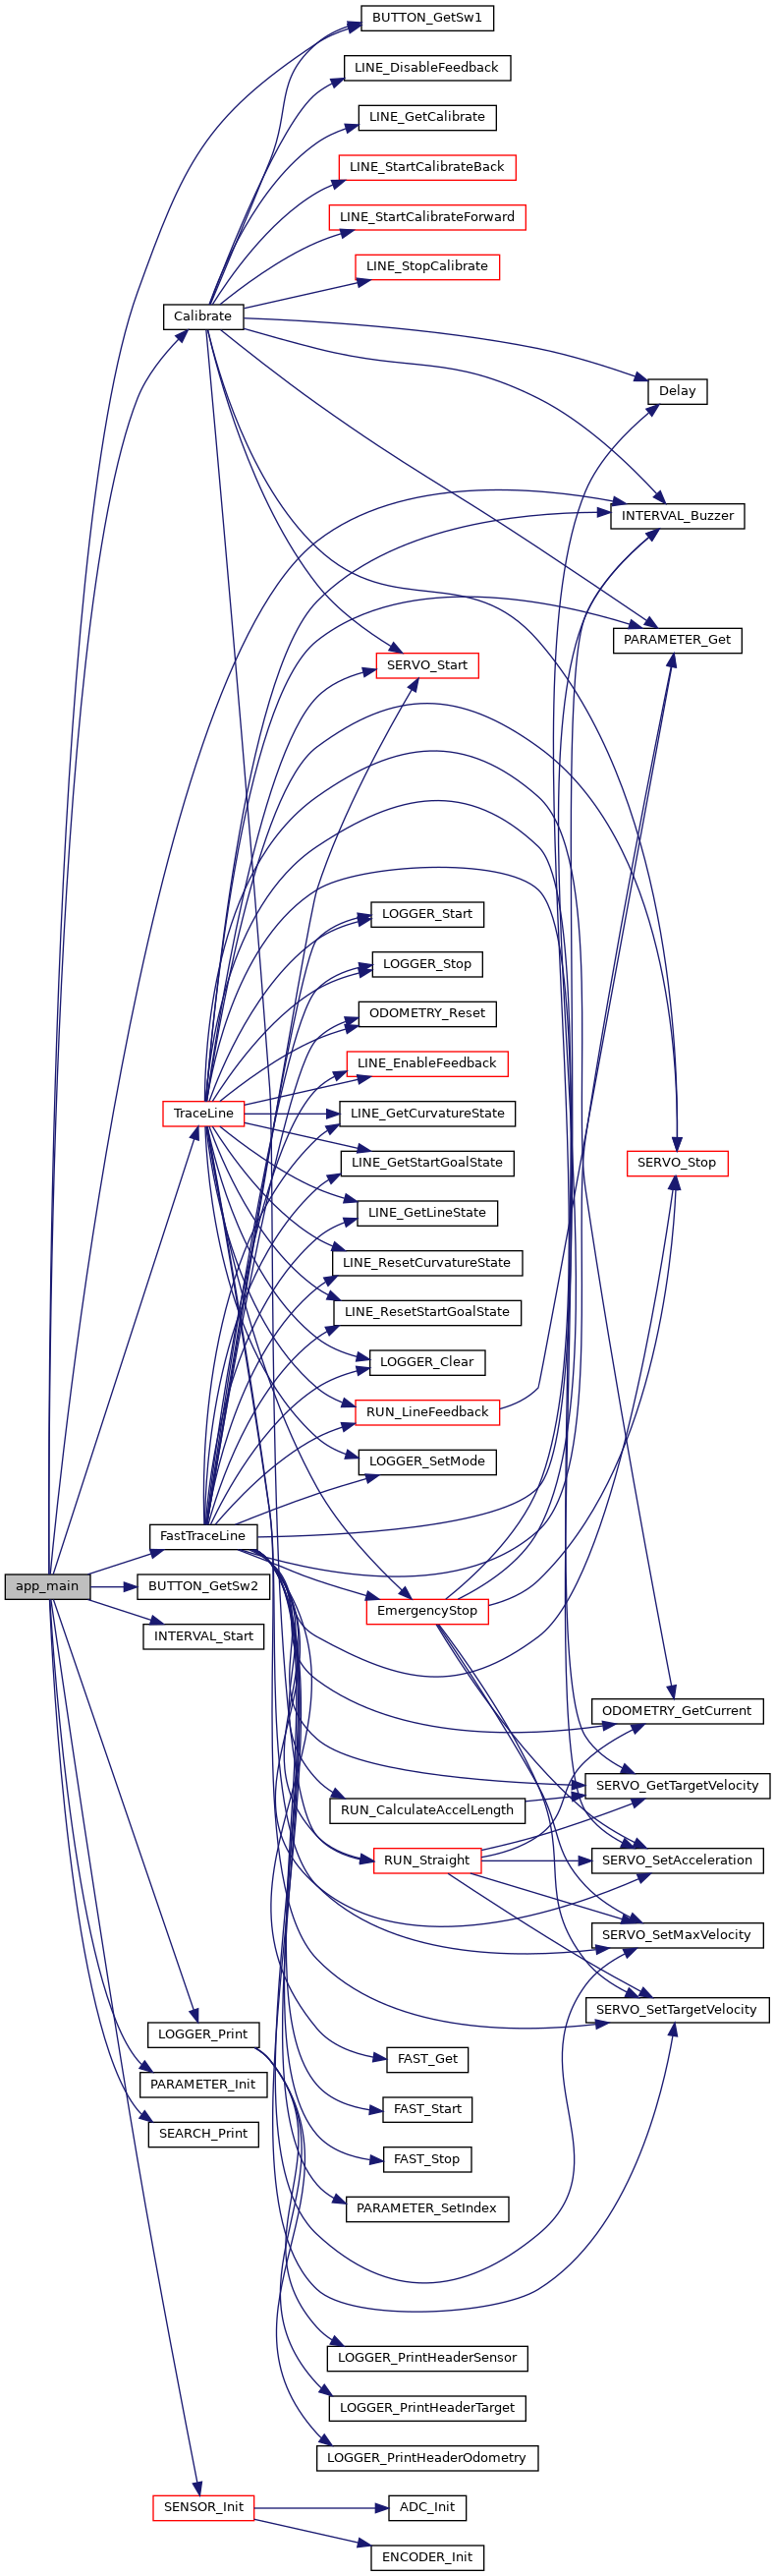 BUTTON_GetSw1
LINE_DisableFeedback
LINE_GetCalibrate
LINE_StartCalibrateBack
LINE_StartCalibrateForward
LINE_StopCalibrate
Calibrate
Delay
INTERVAL_Buzzer
PARAMETER_Get
SERVO_Start
LOGGER_Start
LOGGER_Stop
ODOMETRY_Reset
LINE_EnableFeedback
TraceLine
LINE_GetCurvatureState
LINE_GetStartGoalState
SERVO_Stop
LINE_GetLineState
LINE_ResetCurvatureState
LINE_ResetStartGoalState
LOGGER_Clear
RUN_LineFeedback
LOGGER_SetMode
FastTraceLine
app_main
BUTTON_GetSw2
EmergencyStop
INTERVAL_Start
ODOMETRY_GetCurrent
SERVO_GetTargetVelocity
RUN_CalculateAccelLength
RUN_Straight
SERVO_SetAcceleration
SERVO_SetMaxVelocity
SERVO_SetTargetVelocity
LOGGER_Print
FAST_Get
PARAMETER_Init
FAST_Start
SEARCH_Print
FAST_Stop
PARAMETER_SetIndex
LOGGER_PrintHeaderSensor
LOGGER_PrintHeaderTarget
LOGGER_PrintHeaderOdometry
SENSOR_Init
ADC_Init
ENCODER_Init